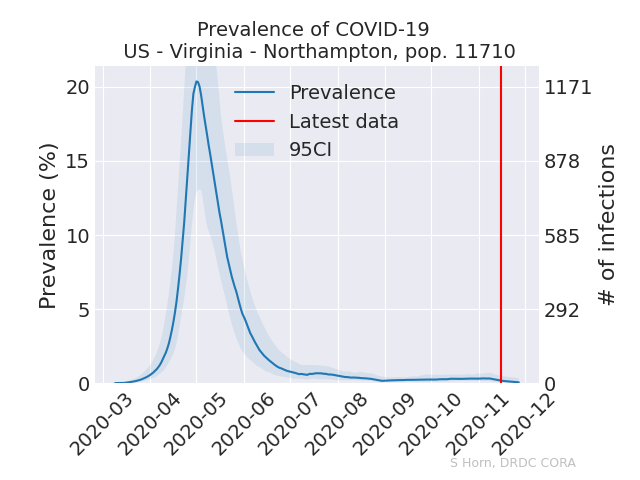 Prevalence of COVID-19
US - Virginia - Northampton, pop. 11710
Prevalence (%)
20
15
10
5
0
Prevalence
Latest data
95CI
1171
878
585
292
0
# of infections
2020-03
2020-04
2020-05
2020-06
2020-07
2020-08
2020-09
2020-10
2020-11
2020-12
S Horn, DRDC CORA